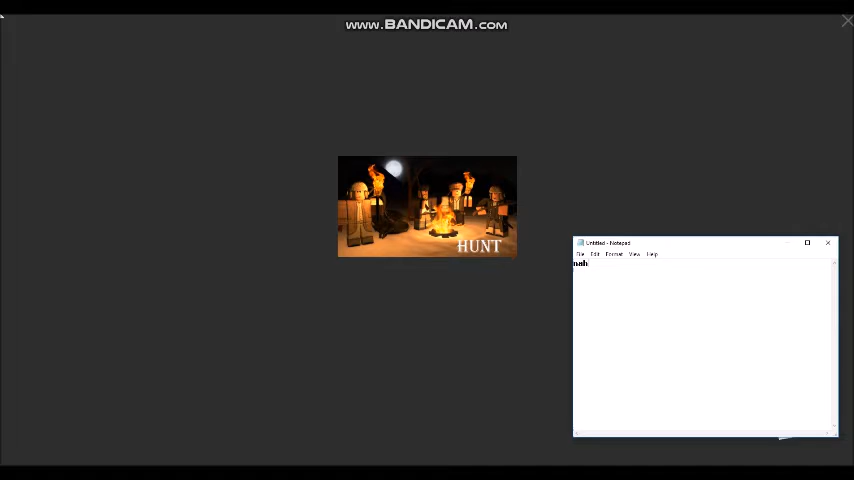 WWW.BANDICAM.COM
HUNT
Untitled - Notepad
File Edit Format View Help
nah